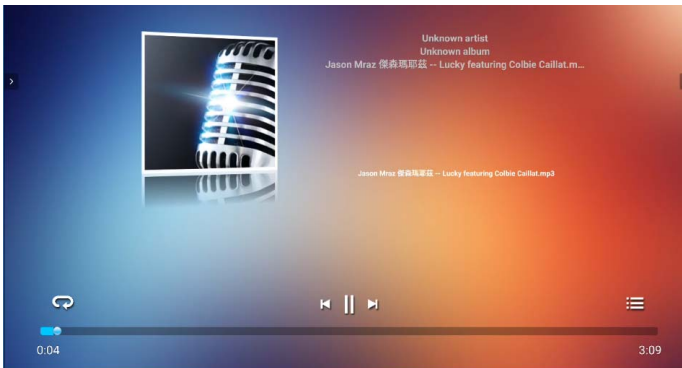 Unknown artist
Unknown album
Jason Mraz 傑森瑪耶茲 -- Lucky featuring Colbie Caillat.m...
Jason Mraz 傑森瑪耶茲 -- Lucky featuring Colbie Caillat.mp3
0:04
3:09